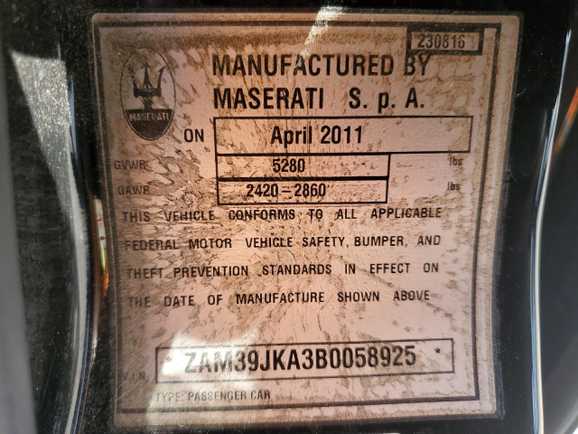 230816
MANUFACTURED BY
MASERATI S. p. A.
MASERATI
ON April 2011
GVWR 5280 lbs
GAWR 2420-2860 lbs
THIS VEHICLE CONFORMS TO ALL APPLICABLE
FEDERAL MOTOR VEHICLE SAFETY, BUMPER, AND
THEFT PREVENTION STANDARDS IN EFFECT ON
THE DATE OF MANUFACTURE SHOWN ABOVE
V.I.N. ZAM39JKA3B0058925
TYPE: PASSENGER CAR